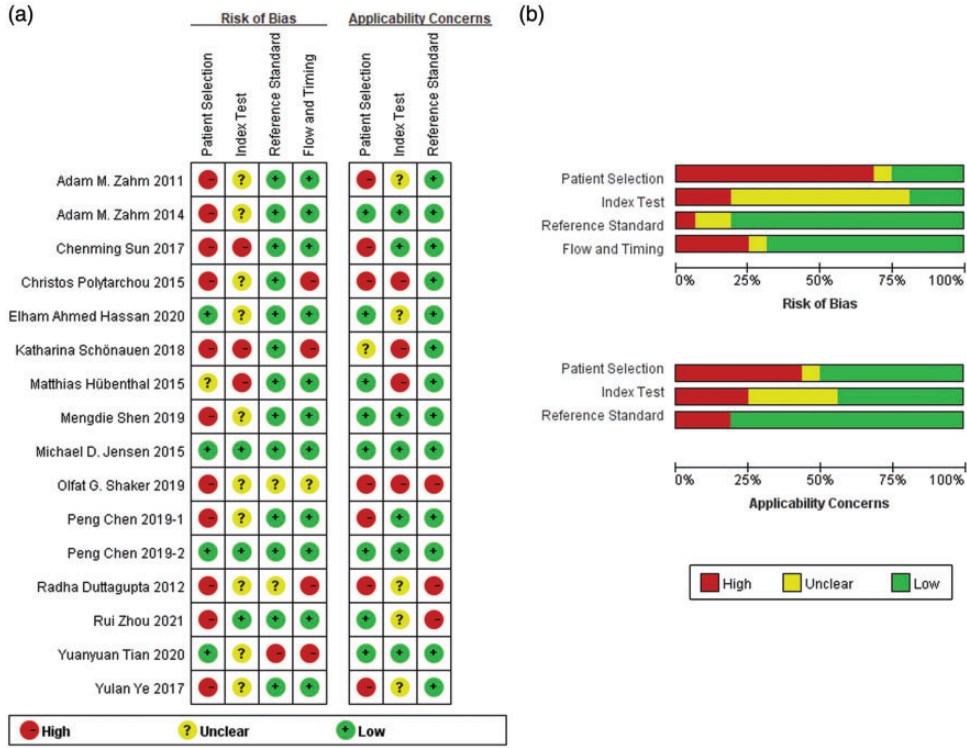 (a)
Risk of Bias
Applicability Concerns
Patient Selection
Index Test
Reference Standard
Flow and Timing
Patient Selection
Index Test
Reference Standard
Adam M. Zahm 2011 - ? + + - ? +
Adam M. Zahm 2014 - ? + + + + +
Chenming Sun 2017 - - + + - + +
Christos Polytarchou 2015 - ? + - - - +
Elham Ahmed Hassan 2020 + ? + + + ? +
Katharina Schönauen 2018 - - + - ? - +
Matthias Hübenthal 2015 ? - + + + - +
Mengdie Shen 2019 - ? + + + + +
Michael D. Jensen 2015 + + + + + + +
Olfat G. Shaker 2019 - ? ? ? - - -
Peng Chen 2019-1 - ? + + - + +
Peng Chen 2019-2 + + + + + + +
Radha Duttagupta 2012 - ? ? - - ? -
Rui Zhou 2021 - + + + + ? -
Yuanyuan Tian 2020 + ? - - + + +
Yulan Ye 2017 - ? + + - ? +
- High ? Unclear + Low
(b)
Patient Selection
Index Test
Reference Standard
Flow and Timing
0% 25% 50% 75% 100%
Risk of Bias
Patient Selection
Index Test
Reference Standard
0% 25% 50% 75% 100%
Applicability Concerns
High Unclear Low